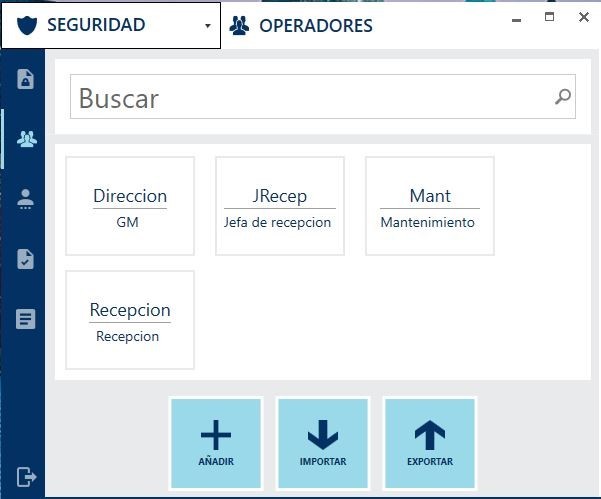 SEGURIDAD
OPERADORES
Buscar
Direccion
GM
JRecep
Jefa de recepcion
Mant
Mantenimiento
Recepcion
Recepcion
AÑADIR
IMPORTAR
EXPORTAR